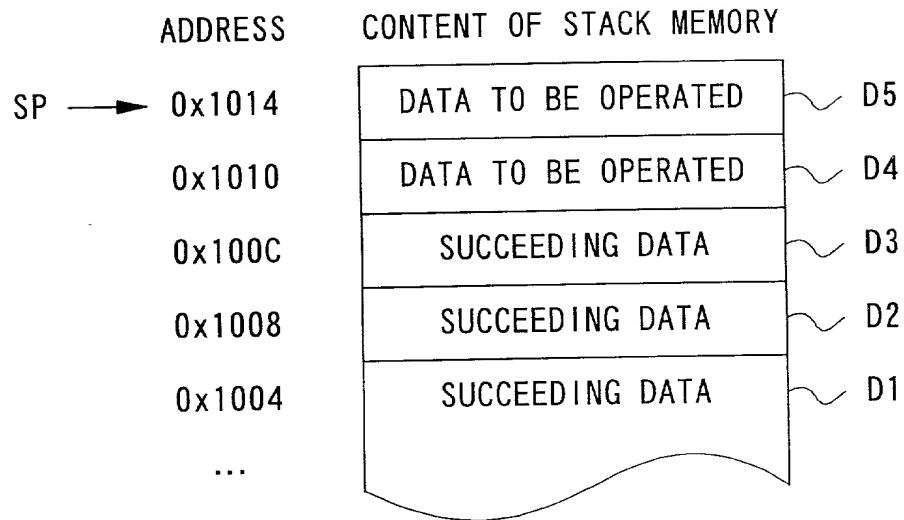 ADDRESS CONTENT OF STACK MEMORY
SP 0x1014 DATA TO BE OPERATED D5
0x1010 DATA TO BE OPERATED D4
0x100C SUCCEEDING DATA D3
0x1008 SUCCEEDING DATA D2
0x1004 SUCCEEDING DATA D1
...